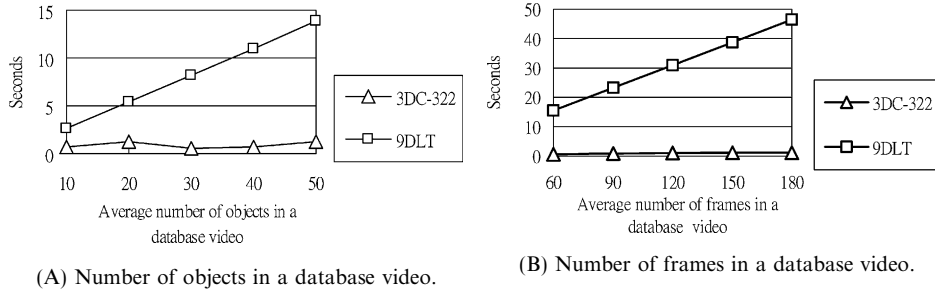 15
10
5
0
Seconds
10 20 30 40 50
Average number of objects in a
database video
3DC-322
9DLT
(A) Number of objects in a database video.
50
40
30
20
10
0
Seconds
60 90 120 150 180
Average number of frames in a
database video
3DC-322
9DLT
(B) Number of frames in a database video.